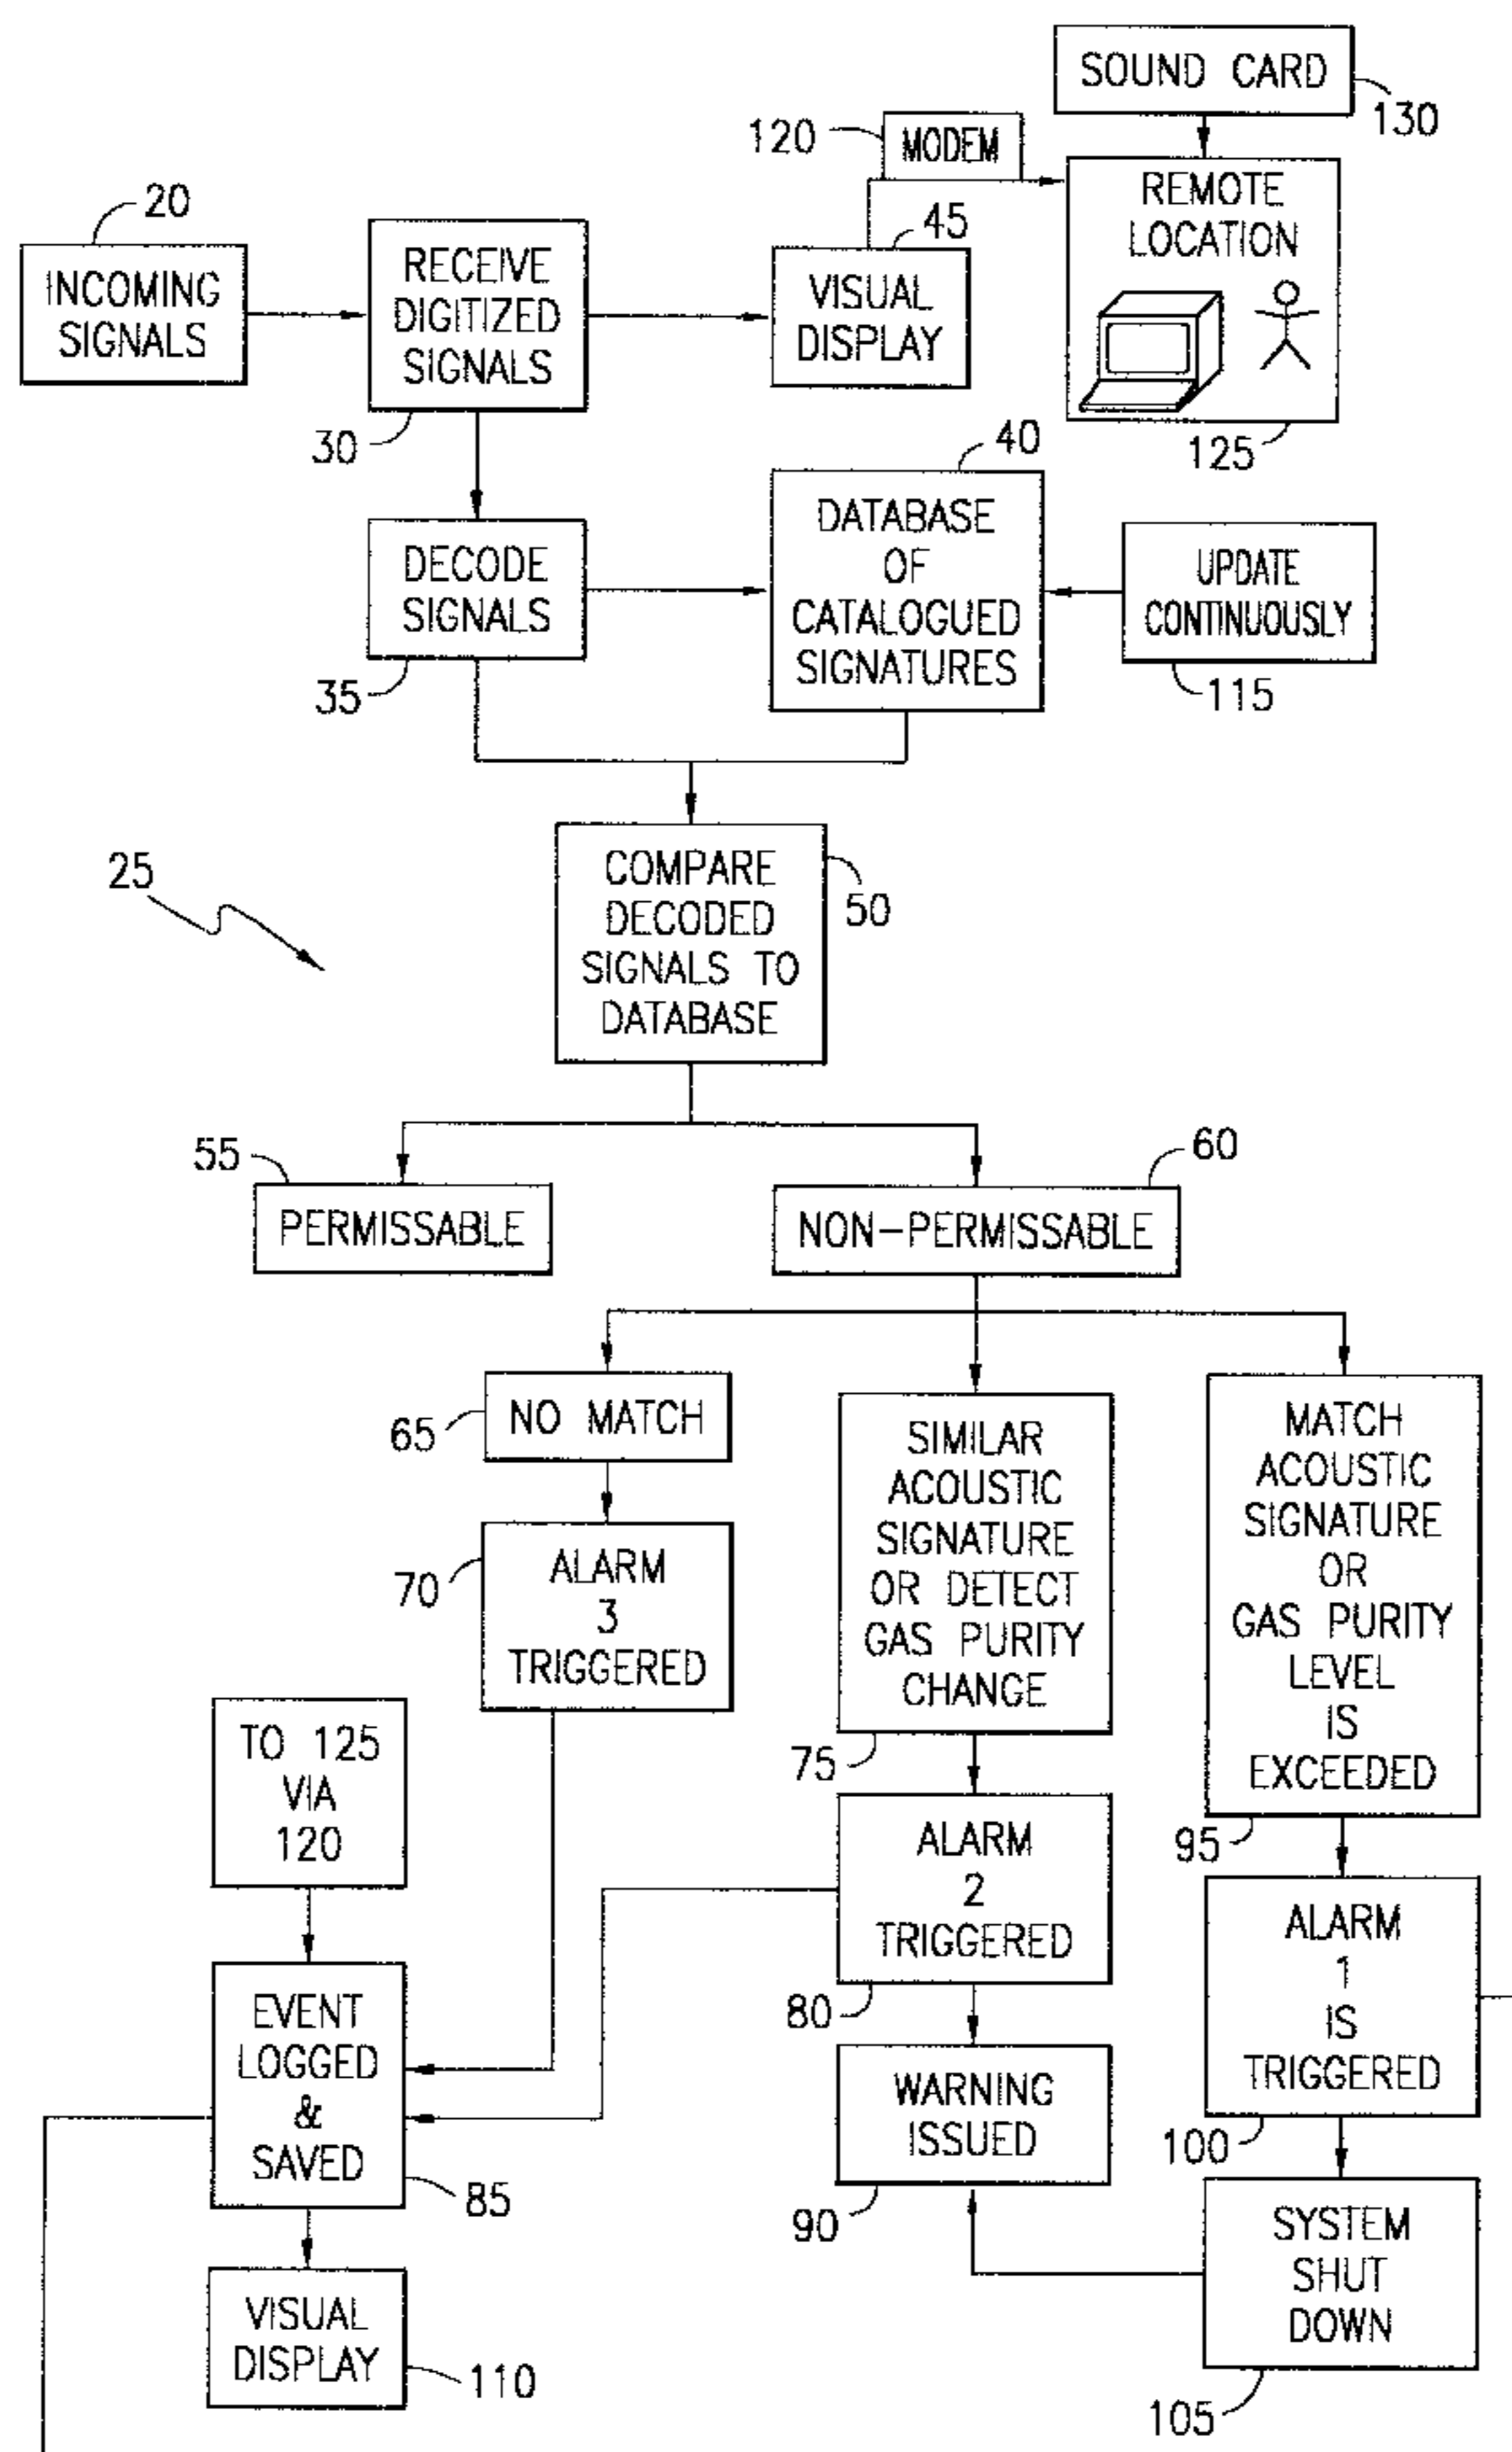 SOUND CARD
130
120
MODEM
REMOTE
LOCATION
125
20
INCOMING
SIGNALS
RECEIVE
DIGITIZED
SIGNALS
30
45
VISUAL
DISPLAY
40
DATABASE
OF
CATALOGUED
SIGNATURES
DECODE
SIGNALS
35
UPDATE
CONTINUOUSLY
115
COMPARE
DECODED
SIGNALS TO
DATABASE
50
25
55
PERMISSABLE
60
NON-PERMISSABLE
65
NO MATCH
70
ALARM
3
TRIGGERED
SIMILAR
ACOUSTIC
SIGNATURE
OR DETECT
GAS PURITY
CHANGE
75
MATCH
ACOUSTIC
SIGNATURE
OR
GAS PURITY
LEVEL
IS
EXCEEDED
95
TO 125
VIA
120
ALARM
2
TRIGGERED
80
ALARM
1
IS
TRIGGERED
100
EVENT
LOGGED
&
SAVED
85
WARNING
ISSUED
90
SYSTEM
SHUT
DOWN
105
VISUAL
DISPLAY
110